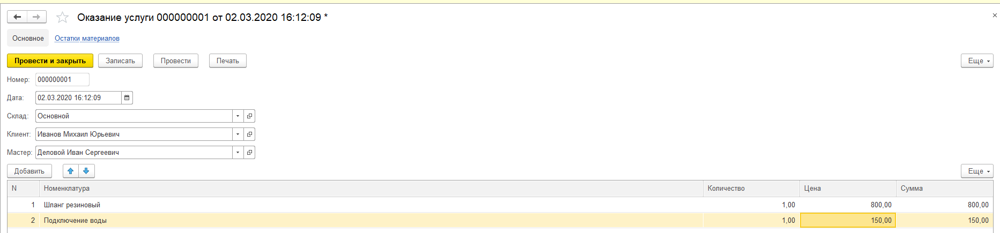 Оказание услуги 000000001 от 02.03.2020 16:12:09 *
Основное Остатки материалов
Провести и закрыть Записать Провести Печать Еще
Номер: 000000001
Дата: 02.03.2020 16:12:09
Склад: Основной
Клиент: Иванов Михаил Юрьевич
Мастер: Деловой Иван Сергеевич
Добавить Еще
N Номенклатура Количество Цена Сумма
1 Шланг резиновый 1,00 800,00 800,00
2 Подключение воды 1,00 150,00 150,00